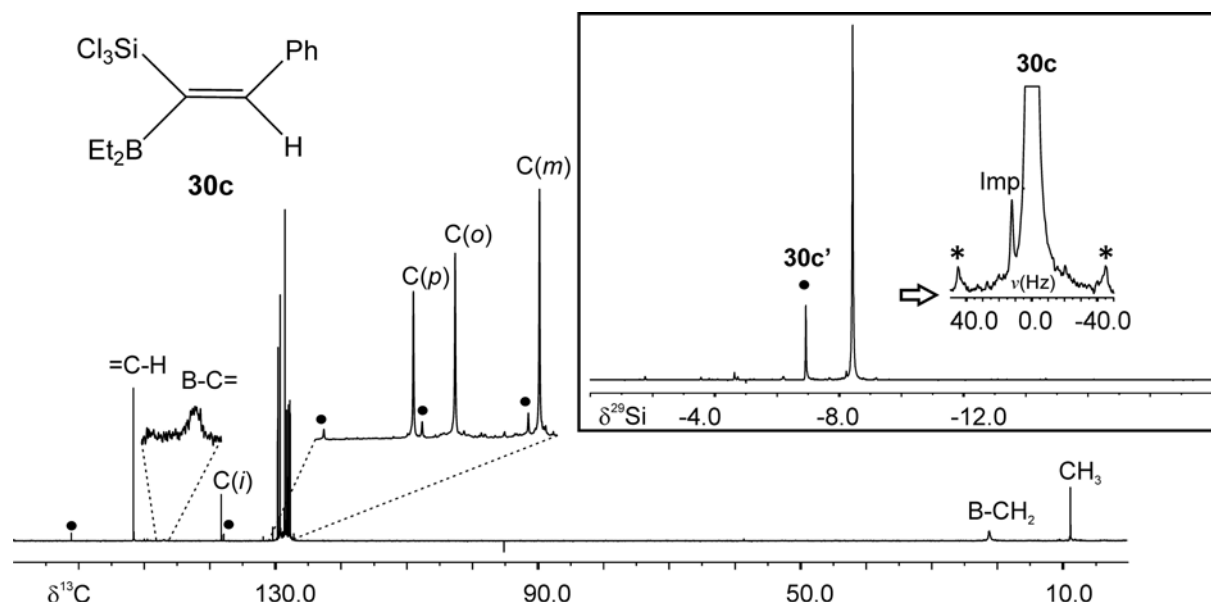 Cl₃Si
Ph
Et₂B
H
30c
=C-H
B-C=
C(i)
C(p)
C(o)
C(m)
B-CH₂
CH₃
δ¹³C
130.0
90.0
50.0
10.0
30c'
30c
Imp.
*
*
ν(Hz)
40.0
0.0
-40.0
δ²⁹Si
-4.0
-8.0
-12.0